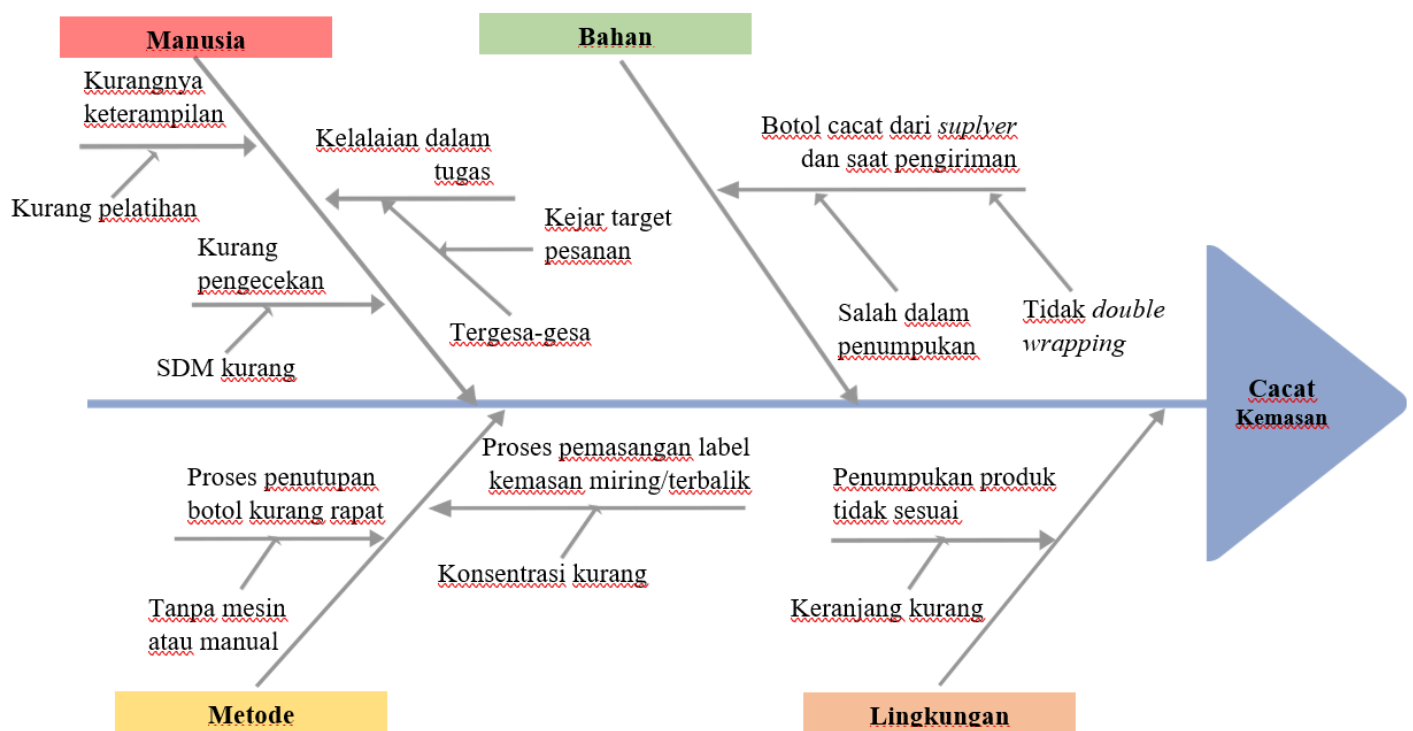 Manusia
Bahan
Kurangnya
keterampilan
Kelalaian dalam
tugas
Botol cacat dari suplyer
dan saat pengiriman
Kurang pelatihan
Kejar target
pesanan
Kurang
pengecekan
Tergesa-gesa
SDM kurang
Salah dalam
penumpukan
Tidak double
wrapping
Cacat
Kemasan
Proses penutupan
botol kurang rapat
Proses pemasangan label
kemasan miring/terbalik
Penumpukan produk
tidak sesuai
Konsentrasi kurang
Tanpa mesin
atau manual
Keranjang kurang
Metode
Lingkungan